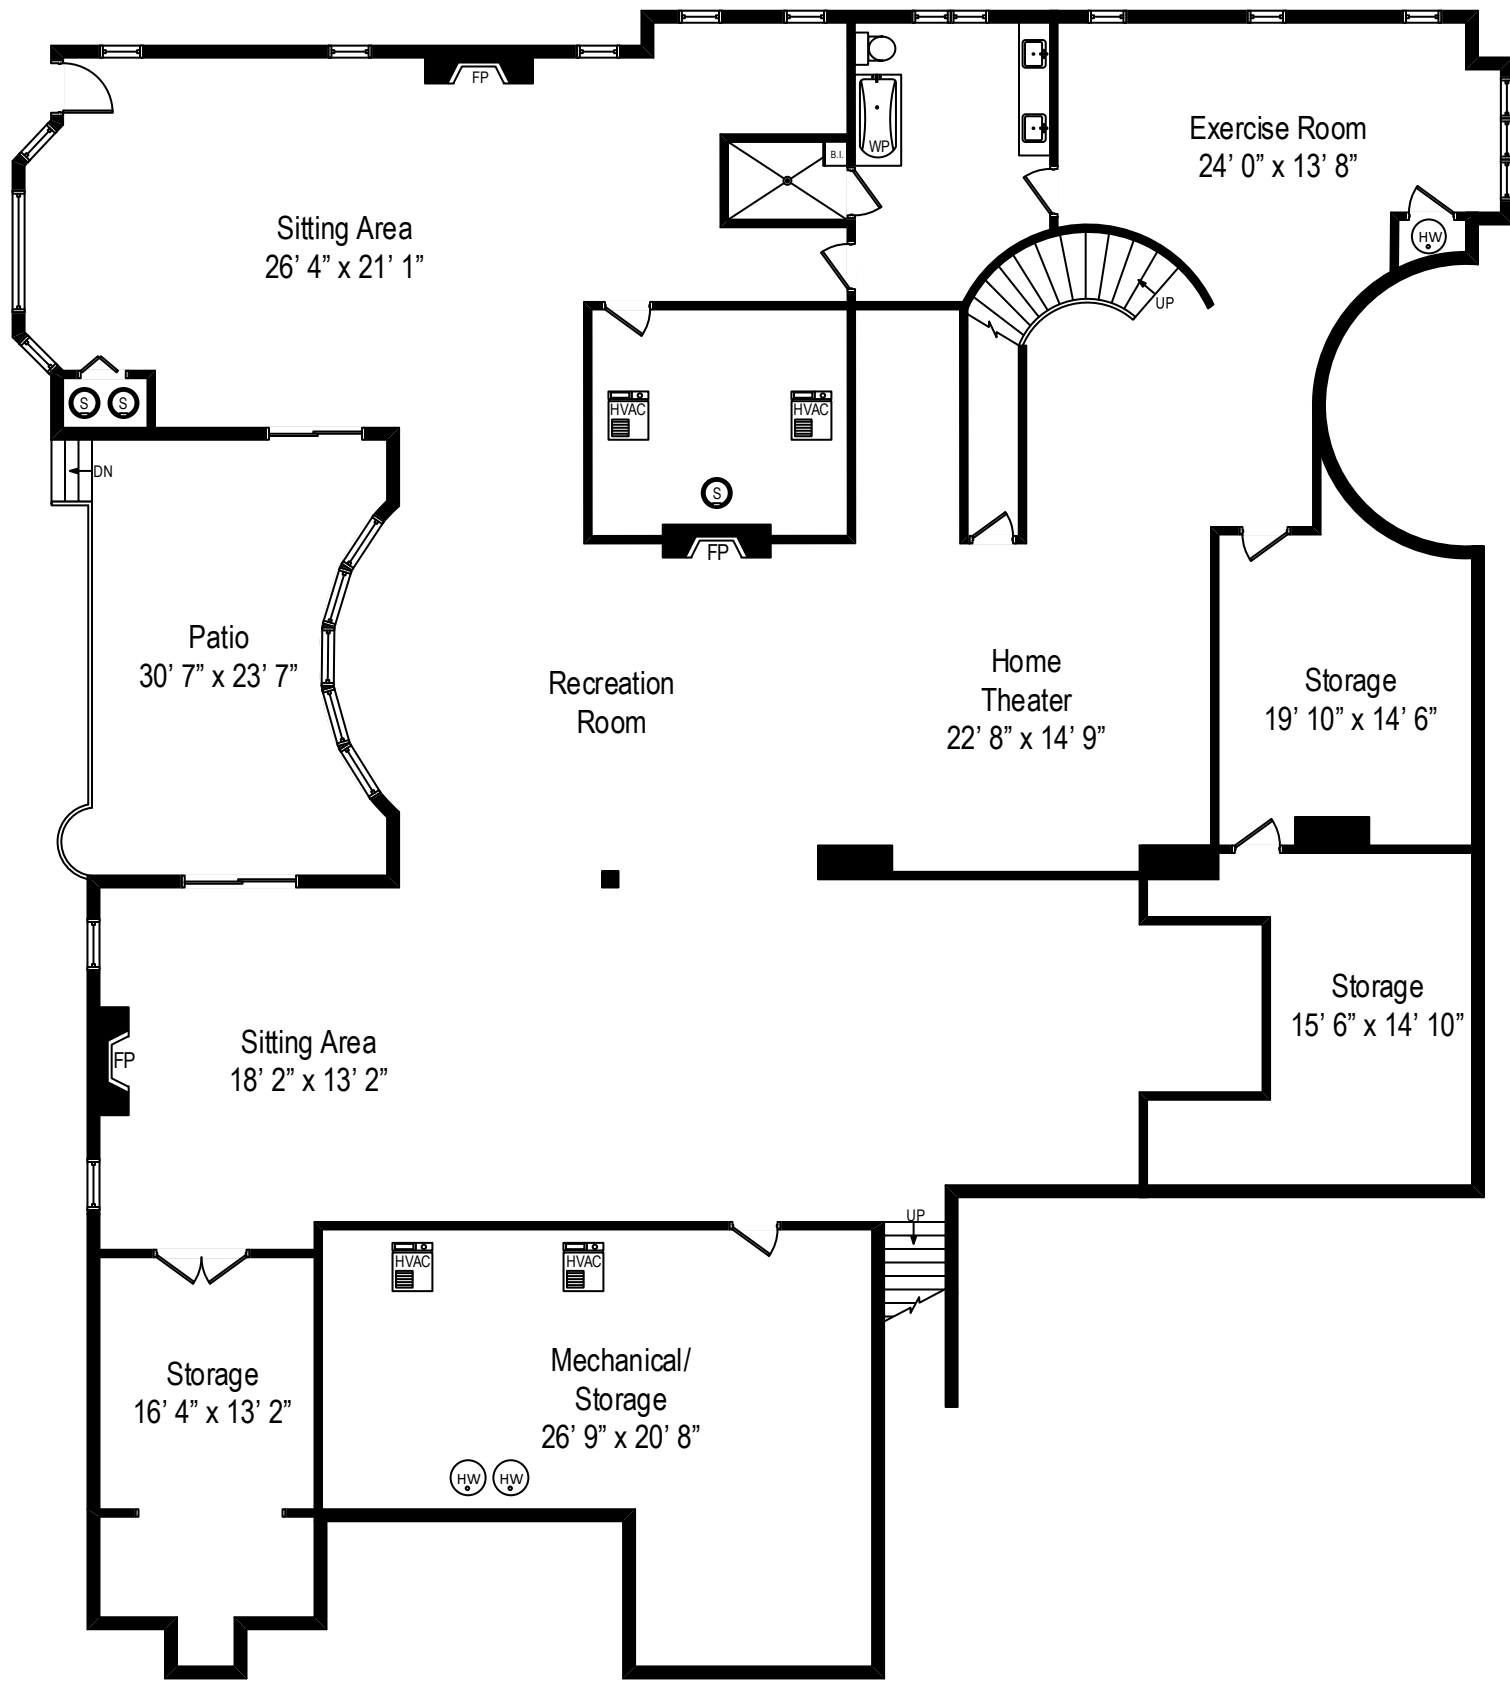 FP
WP
B.I.
Exercise Room
24’ 0” x 13’ 8”
HW
Sitting Area
26’ 4” x 21’ 1”
UP
S
S
HVAC
HVAC
S
FP
DN
Patio
30’ 7” x 23’ 7”
Recreation
Room
Home
Theater
22’ 8” x 14’ 9”
Storage
19’ 10” x 14’ 6”
Storage
15’ 6” x 14’ 10”
FP
Sitting Area
18’ 2” x 13’ 2”
UP
HVAC
HVAC
Storage
16’ 4” x 13’ 2”
Mechanical/
Storage
26’ 9” x 20’ 8”
HW
HW